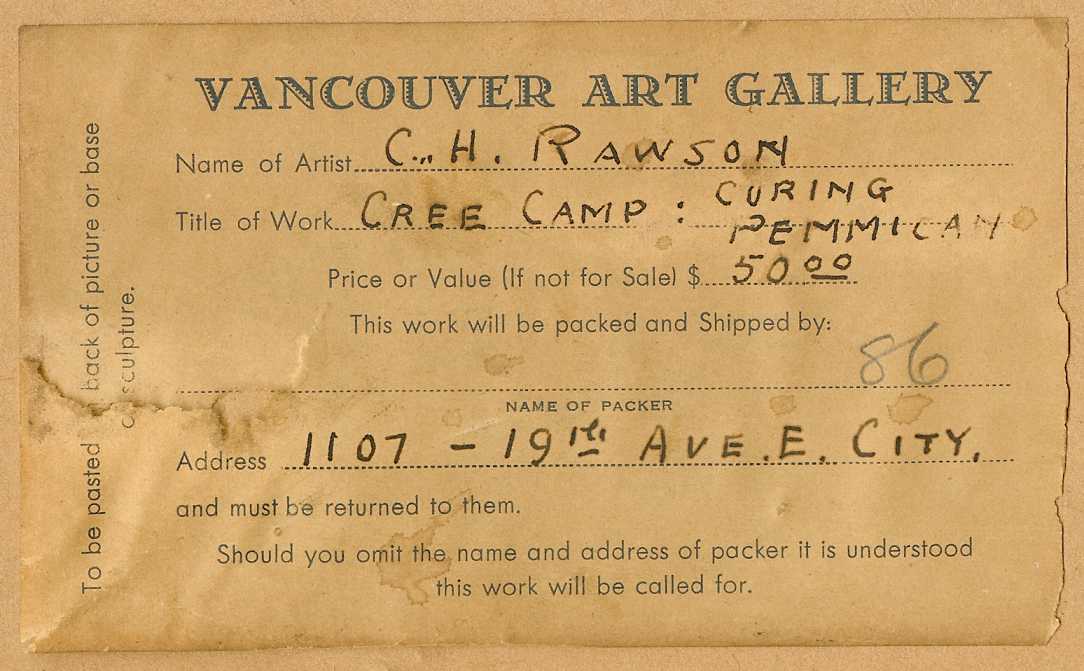 VANCOUVER ART GALLERY
Name of Artist C.. H. RAWSON
Title of Work CREE CAMP : CURING
PEMMICAN
Price or Value (If not for Sale) $ 50 00
This work will be packed and Shipped by:
86
NAME OF PACKER
Address 1107 - 19th AVE. E. CITY.
and must be returned to them.
Should you omit the name and address of packer it is understood
this work will be called for.
To be pasted back of picture or base
sculpture.